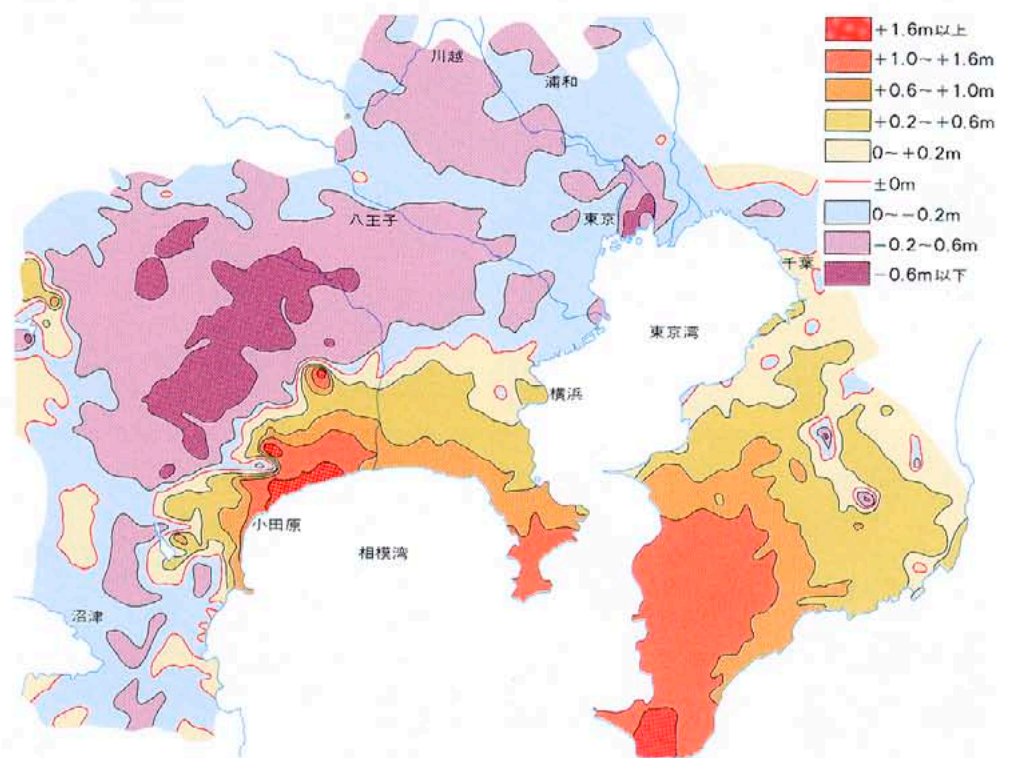 川越
浦和
八王子
東京
千葉
東京湾
横浜
小田原
相模湾
沼津
+1.6m以上
+1.0~+1.6m
+0.6~+1.0m
+0.2~+0.6m
0~+0.2m
±0m
0~-0.2m
-0.2~0.6m
-0.6m以下